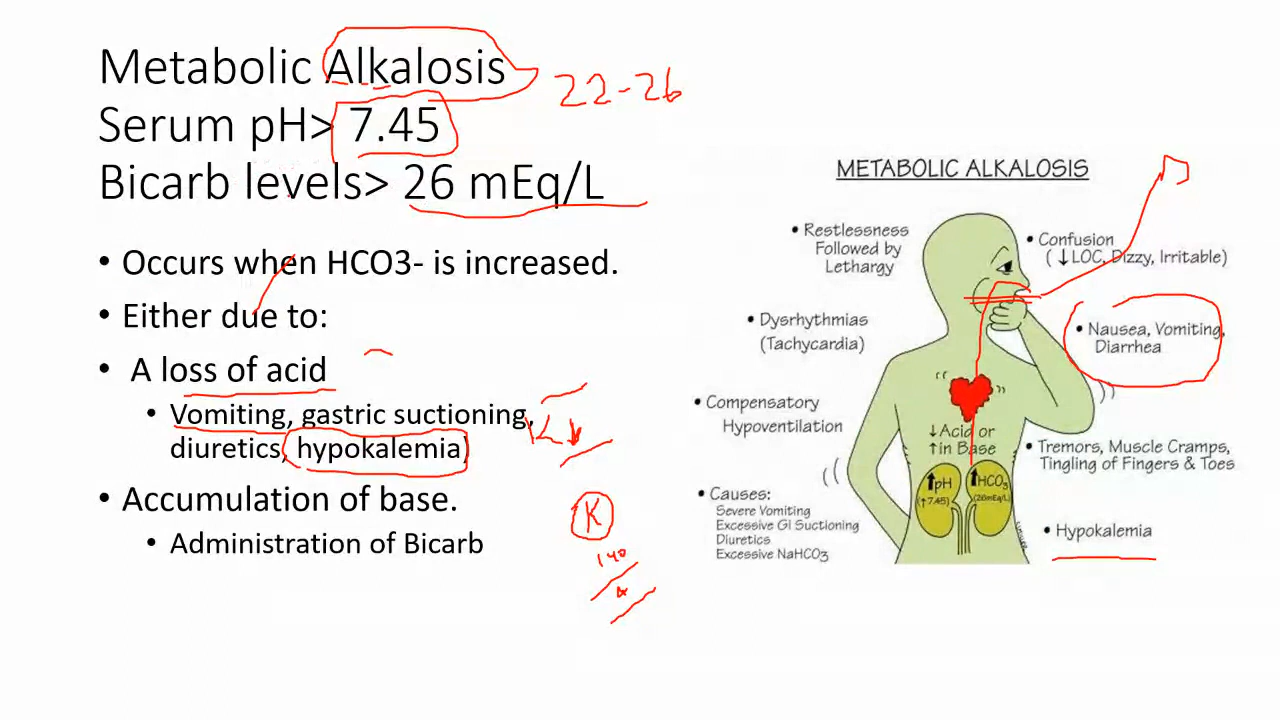 Metabolic Alkalosis
22-26
Serum pH> 7.45
Bicarb levels> 26 mEq/L
• Occurs when HCO3- is increased.
• Either due to:
• A loss of acid
• Vomiting, gastric suctioning,
diuretics, hypokalemia)
• Accumulation of base.
• Administration of Bicarb
K
140
4
METABOLIC ALKALOSIS
• Restlessness
Followed by
Lethargy
• Confusion
(↓LOC, Dizzy, Irritable)
• Dysrhythmias
(Tachycardia)
• Nausea, Vomiting,
Diarrhea
• Compensatory
Hypoventilation
↓Acid or
↑in Base
• Tremors, Muscle Cramps,
Tingling of Fingers & Toes
↑pH
(↑7.45)
↑HCO3
(26mEq/L)
• Causes:
Severe Vomiting
Excessive GI Suctioning
Diuretics
Excessive NaHCO3
• Hypokalemia